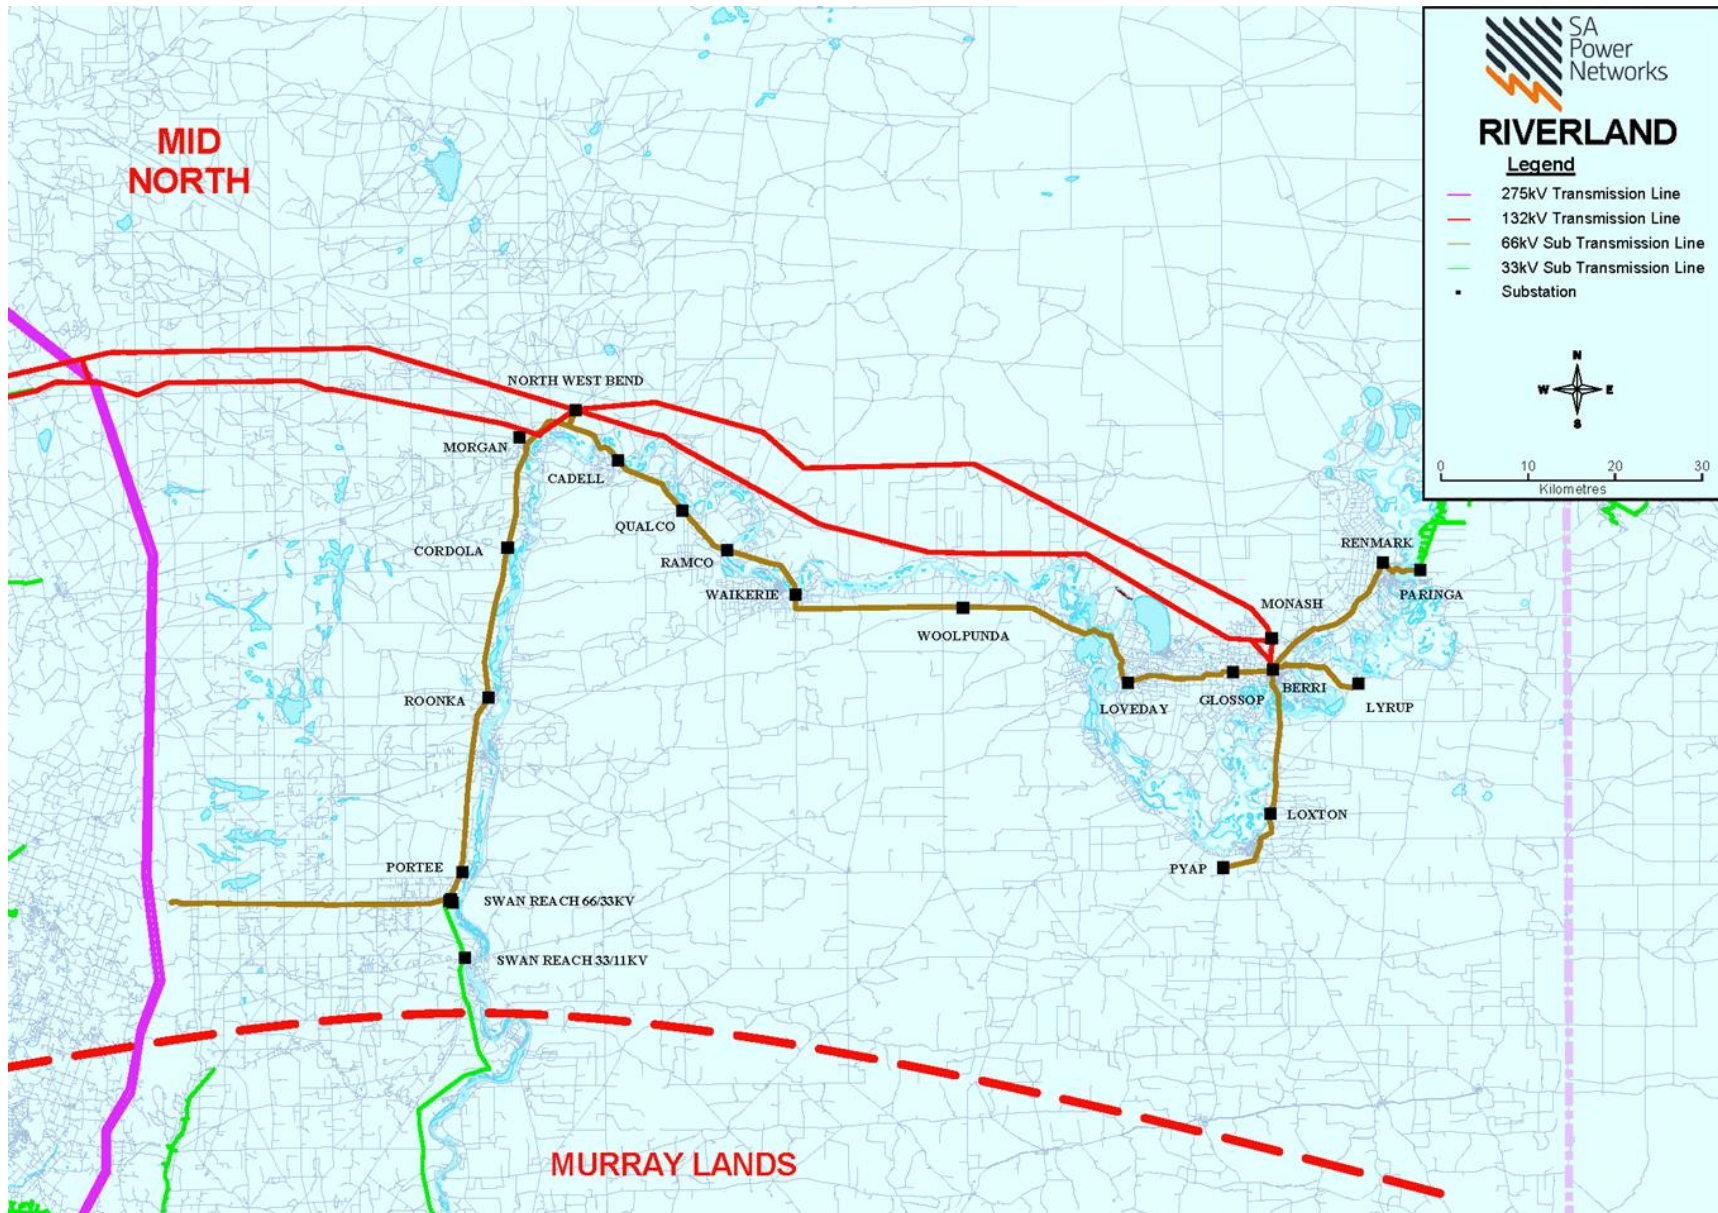 SA
Power
Networks
RIVERLAND
Legend
275kV Transmission Line
132kV Transmission Line
66kV Sub Transmission Line
33kV Sub Transmission Line
Substation
N
W E
S
0 10 20 30
Kilometres
MID
NORTH
NORTH WEST BEND
MORGAN
CADELL
QUALCO
CORDOLA
RAMCO
WAIKERIE
WOOLPUNDA
RENMARK
PARINGA
MONASH
ROONKA
LOVEDAY
GLOSSOP
BERRI
LYRUP
LOXTON
PYAP
PORTEE
SWAN REACH 66/33KV
SWAN REACH 33/11KV
MURRAY LANDS